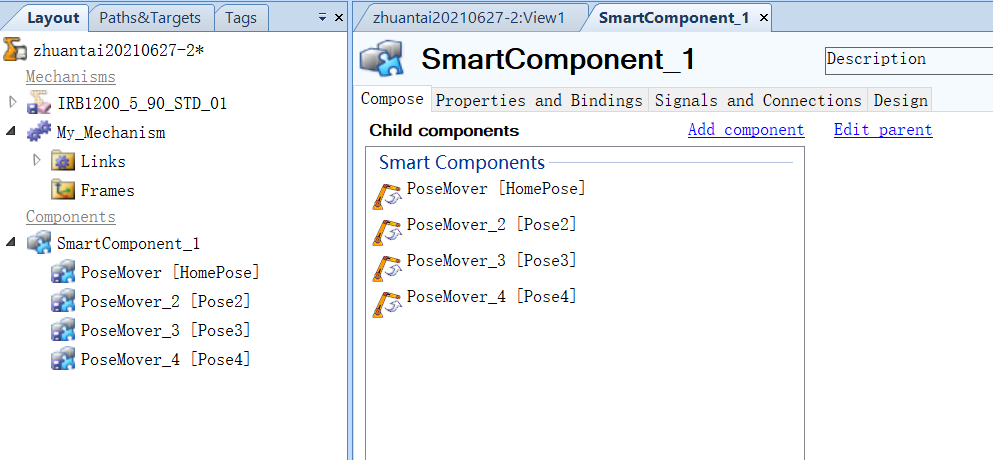 Layout Paths&Targets Tags
zhuantai20210627-2*
Mechanisms
IRB1200_5_90_STD_01
My_Mechanism
Links
Frames
Components
SmartComponent_1
PoseMover [HomePose]
PoseMover_2 [Pose2]
PoseMover_3 [Pose3]
PoseMover_4 [Pose4]
zhuantai20210627-2:View1 SmartComponent_1
SmartComponent_1 Description
Compose Properties and Bindings Signals and Connections Design
Child components Add component Edit parent
Smart Components
PoseMover [HomePose]
PoseMover_2 [Pose2]
PoseMover_3 [Pose3]
PoseMover_4 [Pose4]